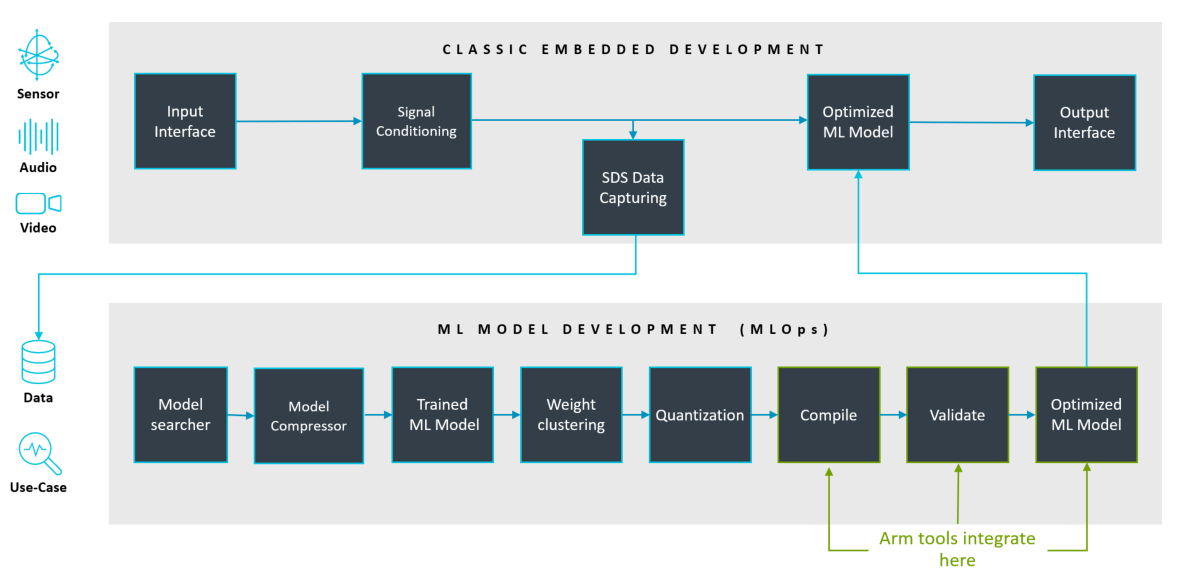 CLASSIC EMBEDDED DEVELOPMENT
Sensor
Audio
Video
Input
Interface
Signal
Conditioning
SDS Data
Capturing
Optimized
ML Model
Output
Interface
ML MODEL DEVELOPMENT (MLOps)
Data
Use-Case
Model
searcher
Model
Compressor
Trained
ML Model
Weight
clustering
Quantization
Compile
Validate
Optimized
ML Model
Arm tools integrate
here